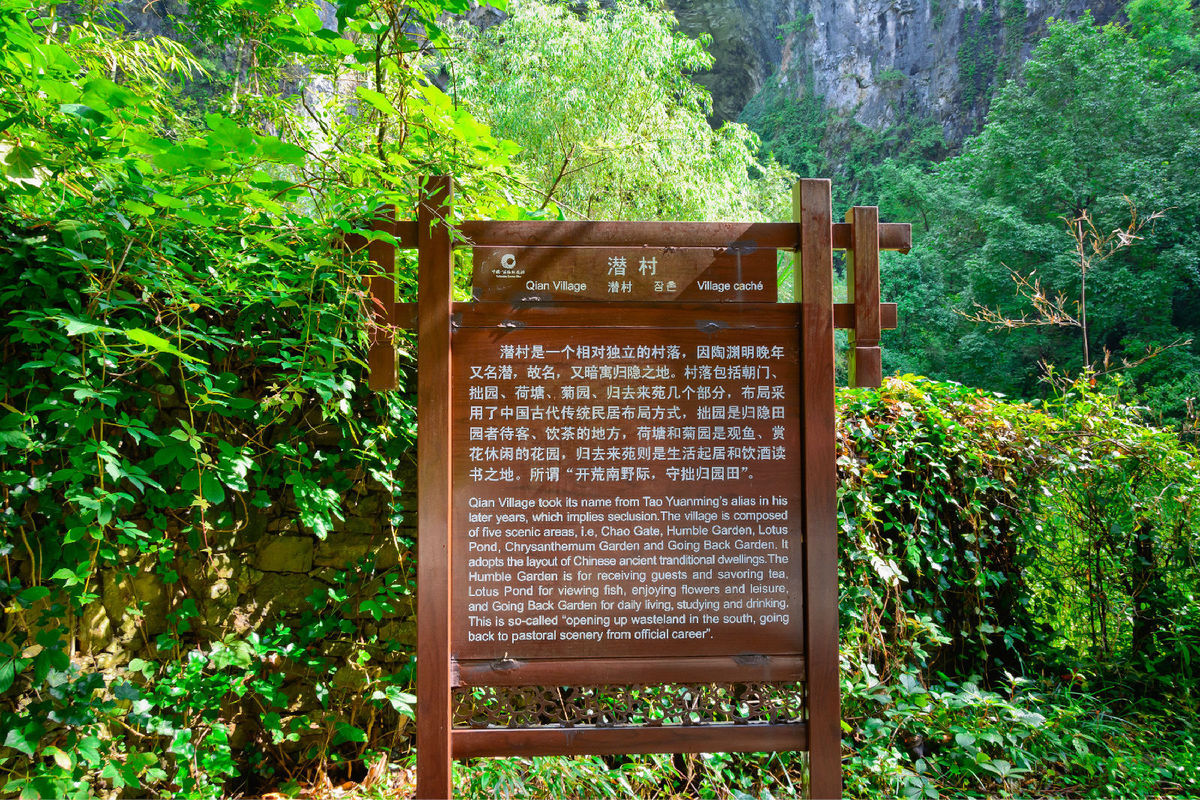 潜村
Qian Village 潜村 잠촌 Village caché
潜村是一个相对独立的村落，因陶渊明晚年
又名潜，故名，又暗寓归隐之地。村落包括朝门、
拙园、荷塘、菊园、归去来苑几个部分，布局采
用了中国古代传统民居布局方式，拙园是归隐田
园者待客、饮茶的地方，荷塘和菊园是观鱼、赏
花休闲的花园，归去来苑则是生活起居和饮酒读
书之地。所谓“开荒南野际，守拙归园田”。
Qian Village took its name from Tao Yuanming's alias in his
later years, which implies seclusion.The village is composed
of five scenic areas, i.e, Chao Gate, Humble Garden, Lotus
Pond, Chrysanthemum Garden and Going Back Garden. It
adopts the layout of Chinese ancient tranditional dwellings.The
Humble Garden is for receiving guests and savoring tea,
Lotus Pond for viewing fish, enjoying flowers and leisure,
and Going Back Garden for daily living, studying and drinking.
This is so-called "opening up wasteland in the south, going
back to pastoral scenery from official career".